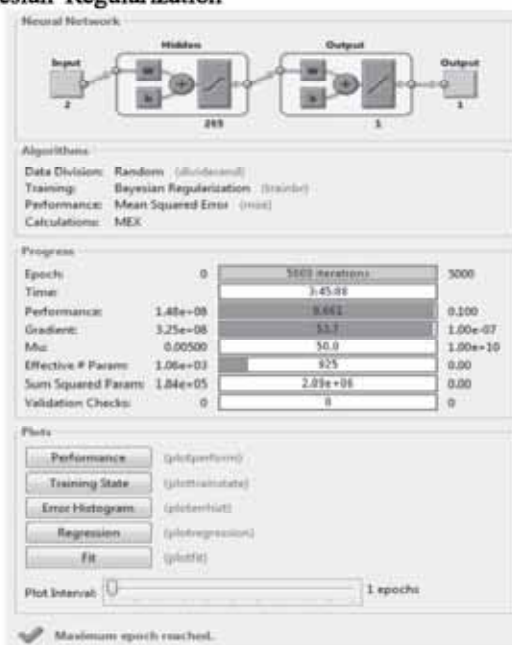 Regularization
Neural Network
Hidden
Output
Input
Output
W
b
W
b
2
265
1
1
Algorithms
Data Division: Random (dividerand)
Training: Bayesian Regularization (trainbr)
Performance: Mean Squared Error (mse)
Calculations: MEX
Progress
Epoch: 0 5000 iterations 5000
Time: 3:45:08
Performance: 1.48e+08 0.100
Gradient: 3.25e+08 53.7 1.00e-07
Mu: 0.00500 50.0 1.00e+10
Effective # Param: 1.06e+03 925 0.00
Sum Squared Param: 1.84e+05 2.09e+06 0.00
Validation Checks: 0 0 0
Plots
Performance (plotperform)
Training State (plottrainstate)
Error Histogram (ploterrhist)
Regression (plotregression)
Fit (plotfit)
Plot Interval: 1 epochs
Maximum epoch reached.